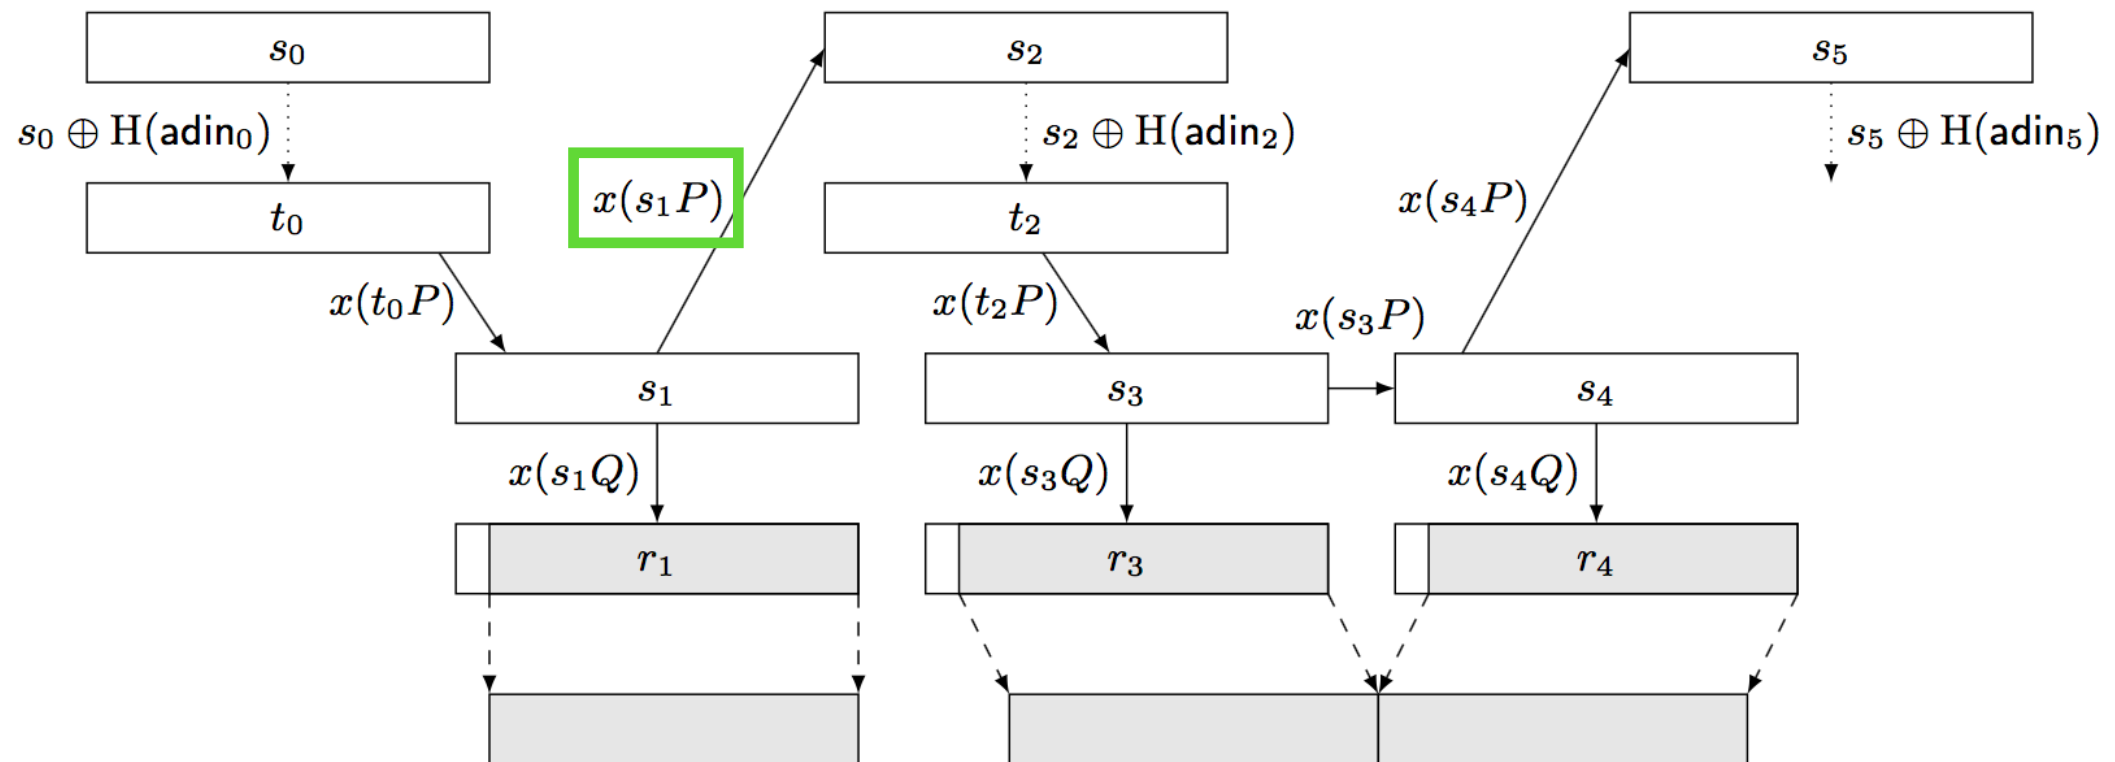 s₀ s₂ s₅
s₀ ⊕ H(adin₀) s₂ ⊕ H(adin₂) s₅ ⊕ H(adin₅)
t₀ x(s₁P) t₂ x(s₄P)
x(t₀P) x(t₂P) x(s₃P)
s₁ s₃ s₄
x(s₁Q) x(s₃Q) x(s₄Q)
r₁ r₃ r₄